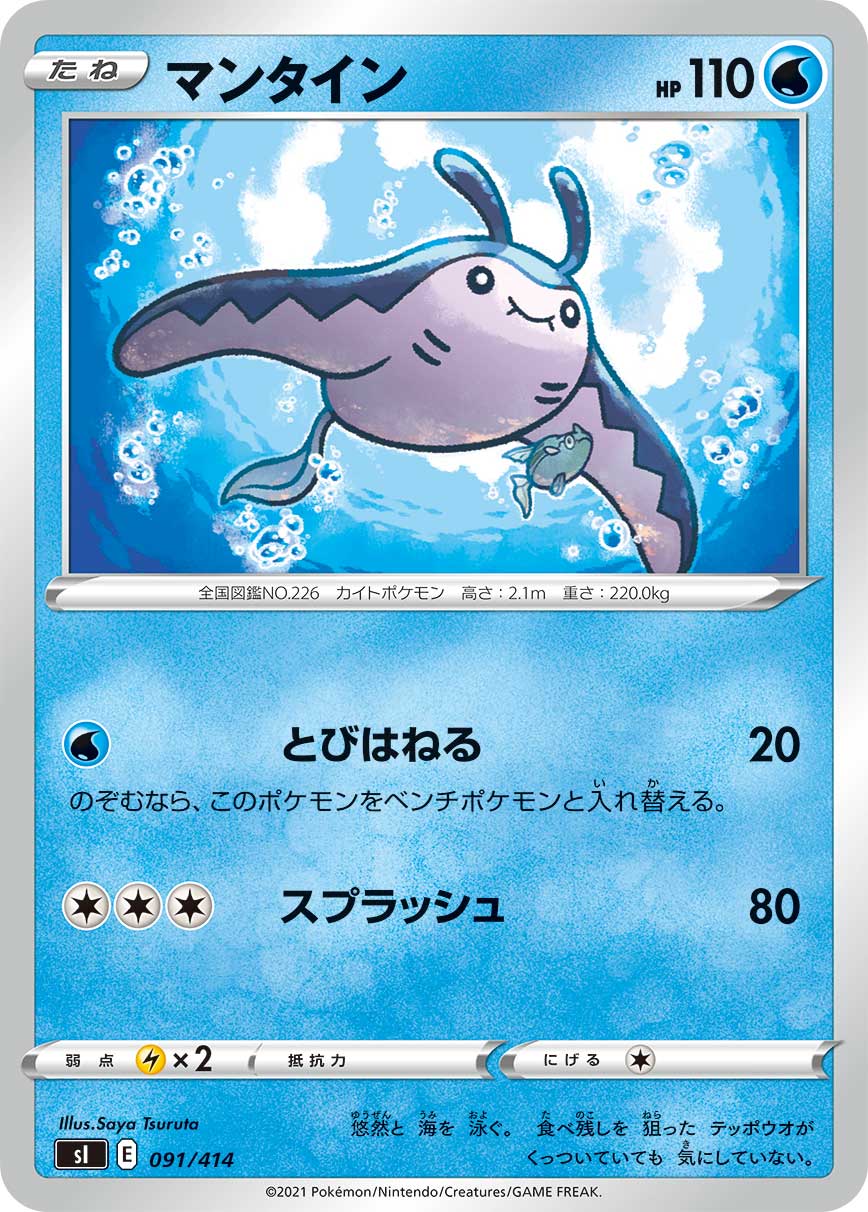 たね マンタイン HP 110
全国図鑑NO.226 カイトポケモン 高さ:2.1m 重さ:220.0kg
とびはねる 20
のぞむなら、このポケモンをベンチポケモンと入れ替える。
スプラッシュ 80
弱点 ×2 抵抗力 にげる
Illus.Saya Tsuruta
悠然と 海を 泳ぐ。 食べ残しを 狙った テッポウオが
くっついていても 気にしていない。
sI E 091/414
©2021 Pokémon/Nintendo/Creatures/GAME FREAK.